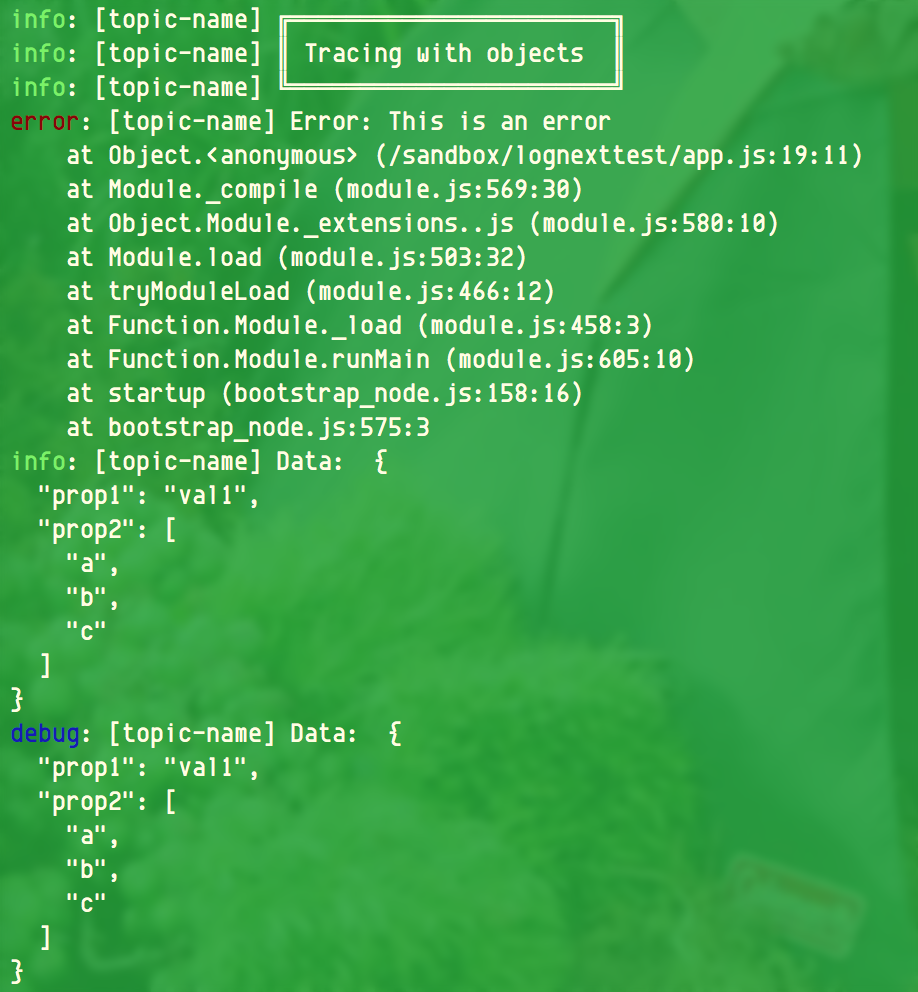 info: [topic-name] ╔═══════════════════════╗
info: [topic-name] ║ Tracing with objects  ║
info: [topic-name] ╚═══════════════════════╝
error: [topic-name] Error: This is an error
    at Object.<anonymous> (/sandbox/lognexttest/app.js:19:11)
    at Module._compile (module.js:569:30)
    at Object.Module._extensions..js (module.js:580:10)
    at Module.load (module.js:503:32)
    at tryModuleLoad (module.js:466:12)
    at Function.Module._load (module.js:458:3)
    at Function.Module.runMain (module.js:605:10)
    at startup (bootstrap_node.js:158:16)
    at bootstrap_node.js:575:3
info: [topic-name] Data:  {
  "prop1": "val1",
  "prop2": [
    "a",
    "b",
    "c"
  ]
}
debug: [topic-name] Data:  {
  "prop1": "val1",
  "prop2": [
    "a",
    "b",
    "c"
  ]
}